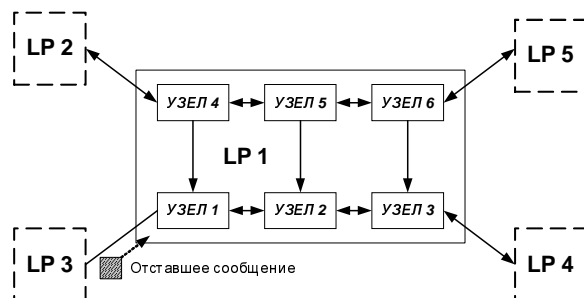 LP 2
LP 5
УЗЕЛ 4
УЗЕЛ 5
УЗЕЛ 6
LP 1
УЗЕЛ 1
УЗЕЛ 2
УЗЕЛ 3
LP 3
Отставшее сообщение
LP 4